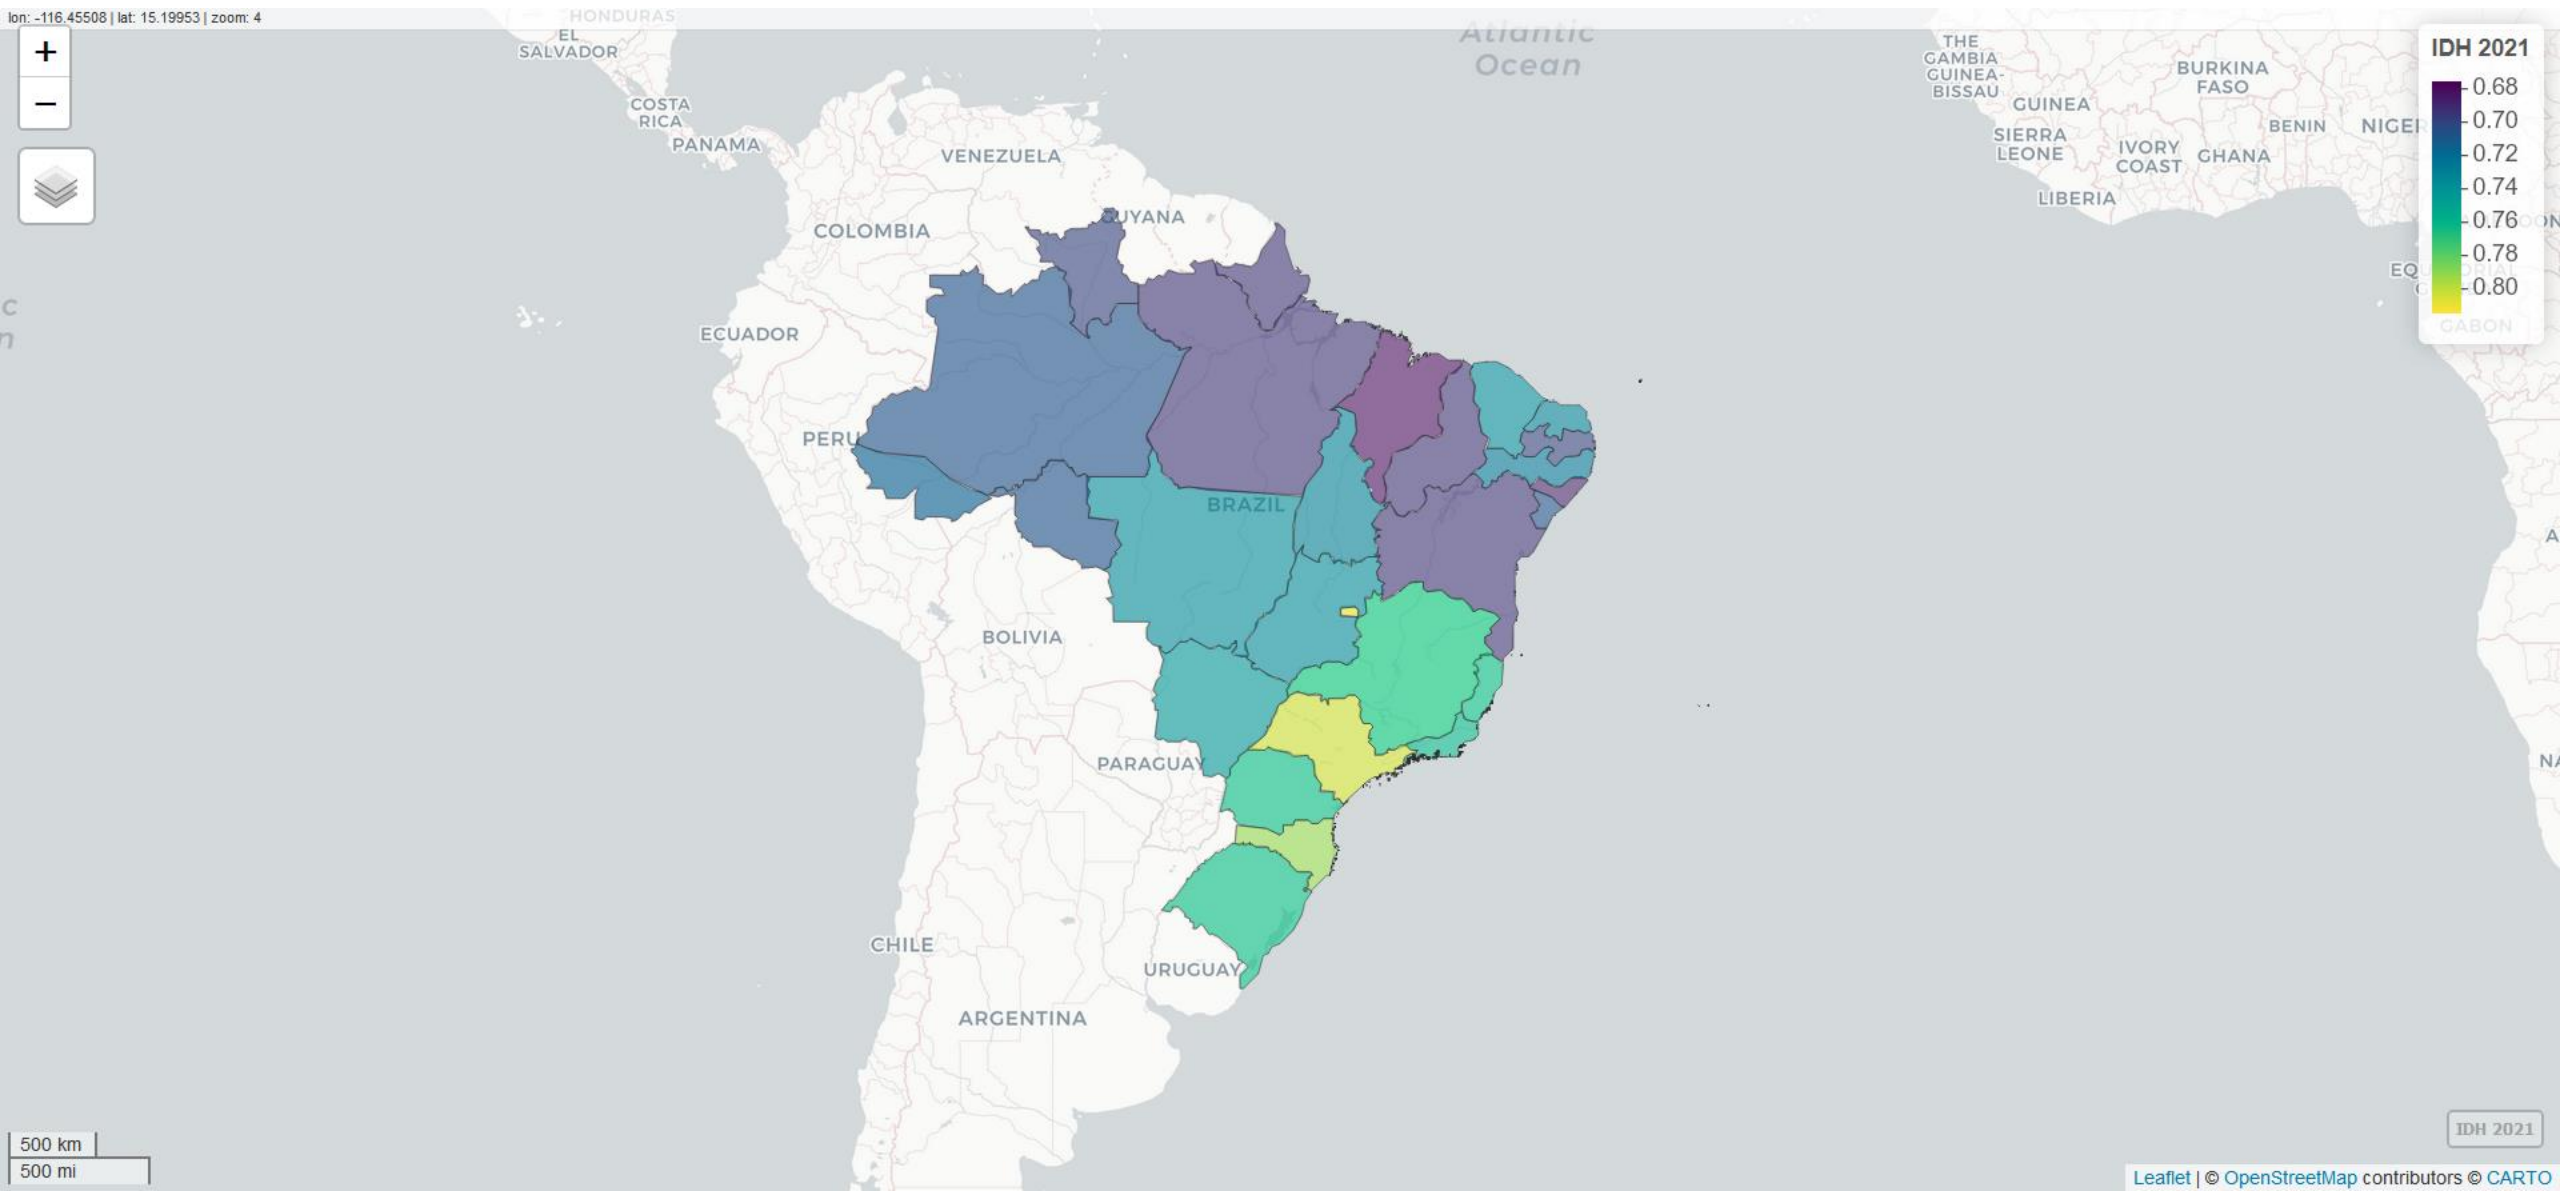 lon: -116.45508 | lat: 15.19953 | zoom: 4
+
−
HONDURAS
EL
SALVADOR
COSTA
RICA
PANAMA
VENEZUELA
GUYANA
COLOMBIA
ECUADOR
PERU
BRAZIL
BOLIVIA
PARAGUAY
CHILE
URUGUAY
ARGENTINA
Atlantic
Ocean
THE
GAMBIA
GUINEA-
BISSAU
GUINEA
SIERRA
LEONE
LIBERIA
IVORY
COAST
GHANA
BURKINA
FASO
BENIN
NIGER
GABON
IDH 2021
0.68
0.70
0.72
0.74
0.76
0.78
0.80
500 km
500 mi
IDH 2021
Leaflet | © OpenStreetMap contributors © CARTO